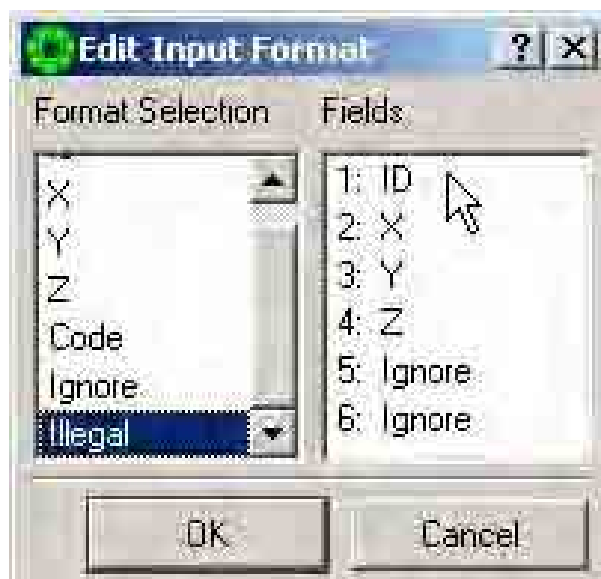 Edit Input Format
Format Selection
X
Y
Z
Code
Ignore
Illegal
Fields:
1: ID
2: X
3: Y
4: Z
5: Ignore
6: Ignore
OK
Cancel